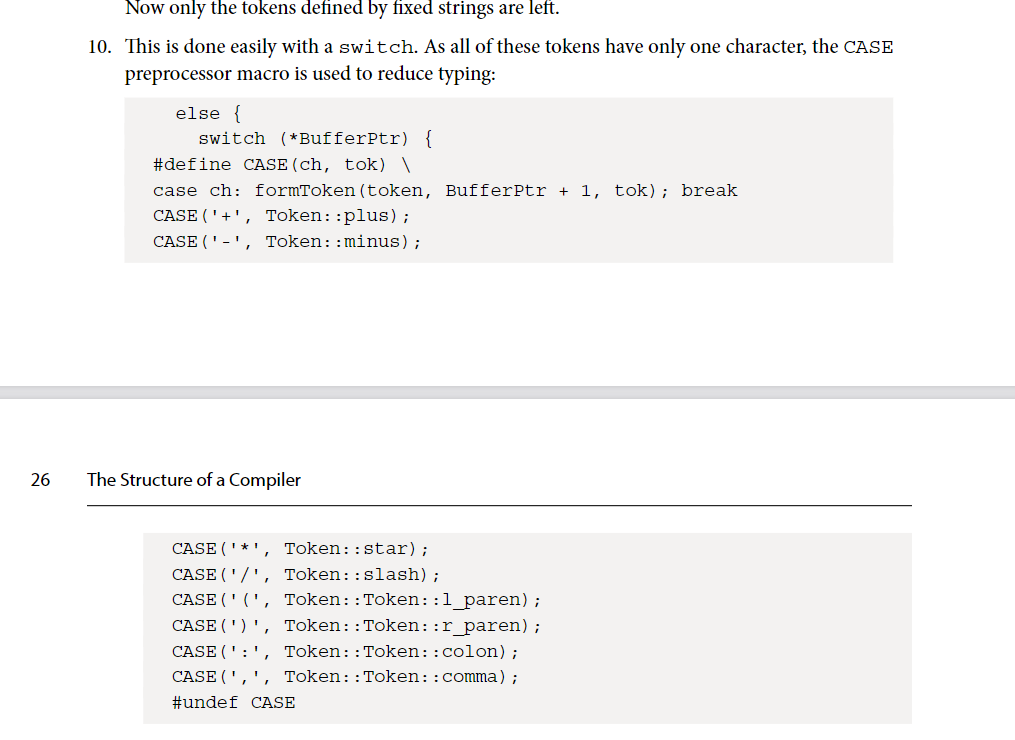 Now only the tokens defined by fixed strings are left.
10. This is done easily with a switch. As all of these tokens have only one character, the CASE
preprocessor macro is used to reduce typing:
else {
switch (*BufferPtr) {
#define CASE(ch, tok) \
case ch: formToken(token, BufferPtr + 1, tok); break
CASE('+', Token::plus);
CASE('-', Token::minus);
26 The Structure of a Compiler
CASE('*', Token::star);
CASE('/', Token::slash);
CASE('(', Token::Token::l_paren);
CASE(')', Token::Token::r_paren);
CASE(':', Token::Token::colon);
CASE(',', Token::Token::comma);
#undef CASE